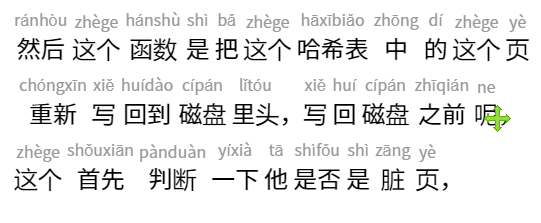 ránhòu zhège hánshù shì bǎ zhège hāxībiǎo zhōng dí zhège yè
然后 这个 函数 是 把 这个 哈希表 中 的 这个 页
chóngxīn xiě huídào cípán lǐtóu xiě huí cípán zhīqián ne
重新 写 回到 磁盘 里头，写 回 磁盘 之前 呢，
zhège shǒuxiān pànduàn yíxià tā shìfǒu shì zāng yè
这个 首先 判断 一下 他 是否 是 脏 页，